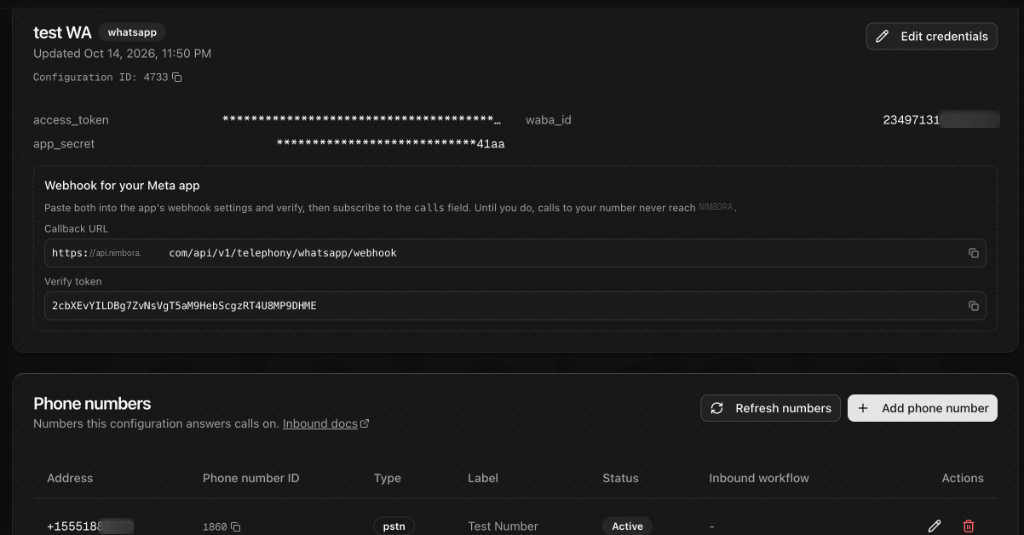 test WA whatsapp
Edit credentials
Updated Oct 14, 2026, 11:50 PM
Configuration ID: 4733
access_token **************************************…
waba_id 23497131
app_secret ****************************41aa
Webhook for your Meta app
Paste both into the app's webhook settings and verify, then subscribe to the calls field. Until you do, calls to your number never reach NIMBORA.
Callback URL
https://api.nimbora. com/api/v1/telephony/whatsapp/webhook
Verify token
2cbXEvYILDBg7ZvNsVgT5aM9HebScgzRT4U8MP9DHME
Phone numbers
Numbers this configuration answers calls on. Inbound docs
Refresh numbers
+ Add phone number
Address Phone number ID Type Label Status Inbound workflow Actions
+155518 1860 pstn Test Number Active -